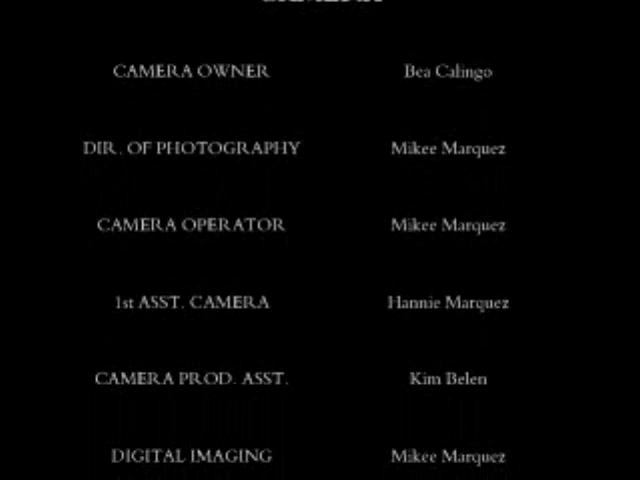 CAMERA OWNER Bea Calingo
DIR. OF PHOTOGRAPHY Mikee Marquez
CAMERA OPERATOR Mikee Marquez
1st ASST. CAMERA Hannie Marquez
CAMERA PROD. ASST. Kim Belen
DIGITAL IMAGING Mikee Marquez